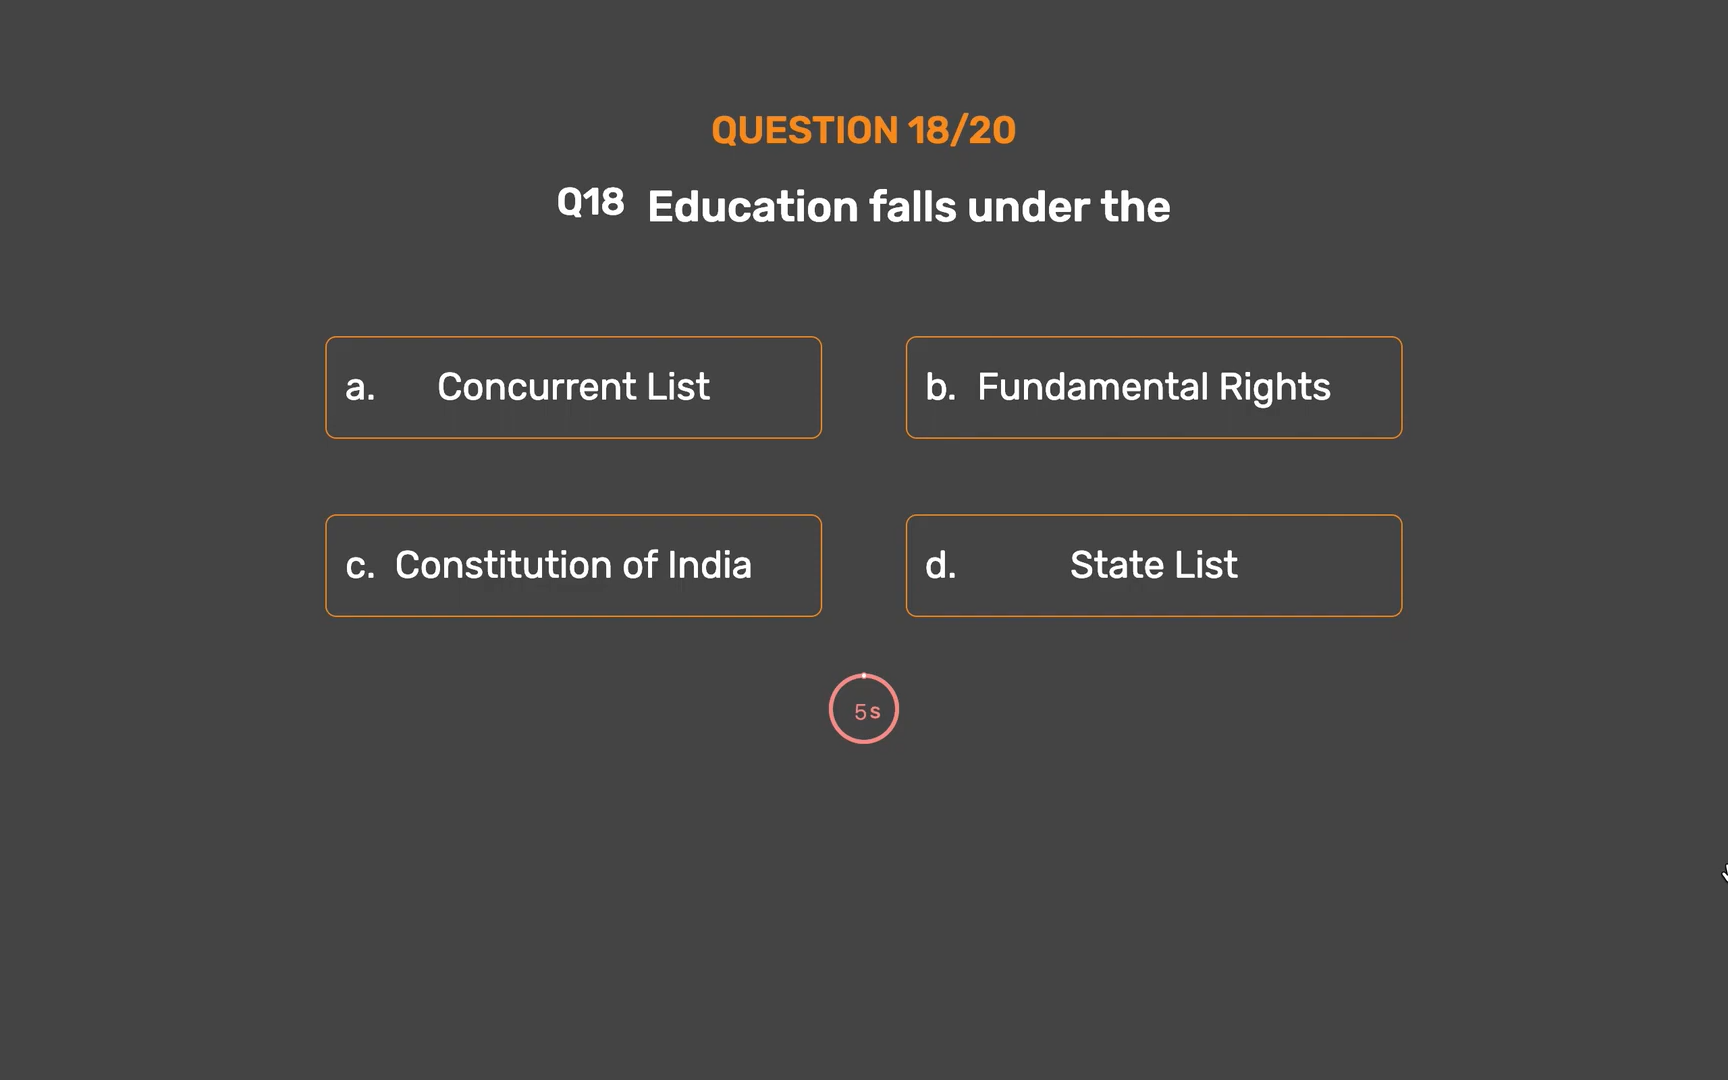 QUESTION 18/20
Q18 Education falls under the
a. Concurrent List
b. Fundamental Rights
c. Constitution of India
d. State List
5s